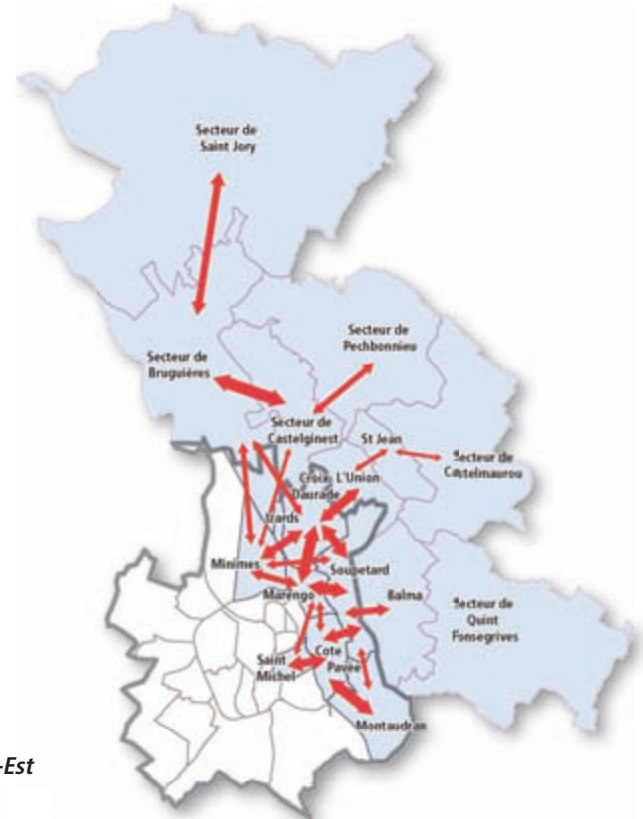 Secteur de
Saint Jory
Secteur de
Pechbonnieu
Secteur de
Bruguières
Secteur de
Castelginest
St Jean
Secteur de
Castelmaurou
Croix
Daurade
L'Union
Izards
Minimes
Soupetard
Marengo
Balma
Secteur de
Quint
Fonsegrives
Cote
Pavée
Saint
Michel
Montaudran
-Est